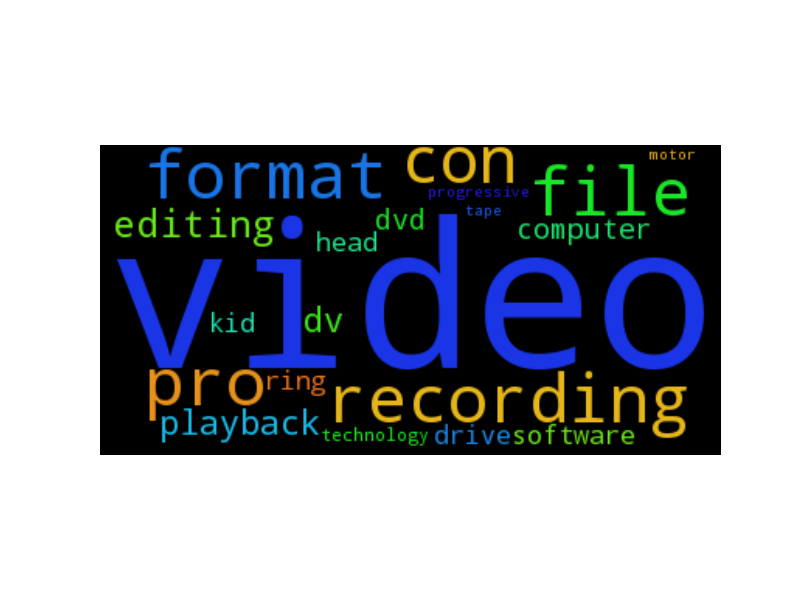 format con motor
progressive file
editing dvd tape
head computer
video
kid dv
pro ring recording
playback technology drive software